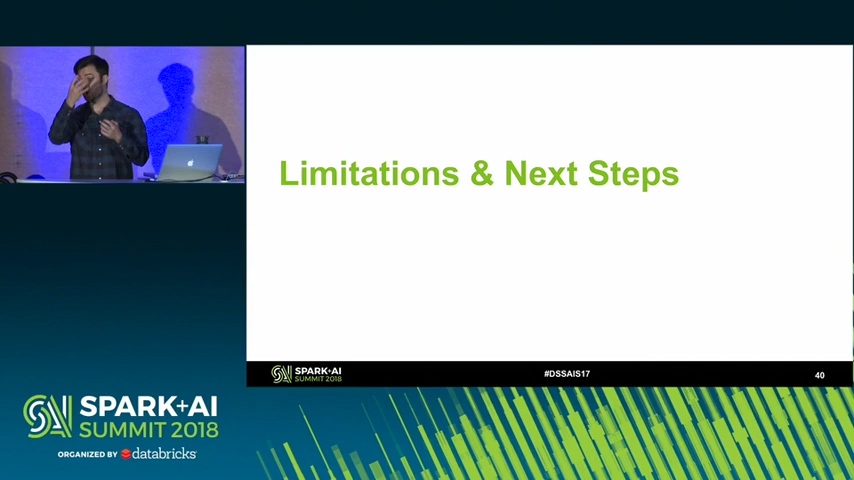 Limitations & Next Steps
SPARK+AI
SUMMIT 2018
#DSSAIS17
40
SPARK+AI
SUMMIT 2018
ORGANIZED BY databricks